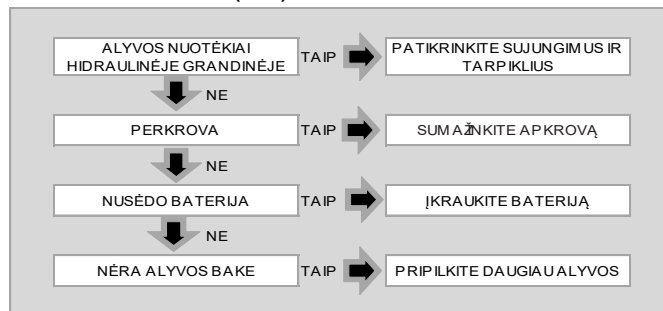 ALYVOS NUOTĖKIAI
HIDRAULINĖJE GRANDINĖJE
TAIP
PATIKRINKITE SUJUNGIMUS IR
TARPIKLIUS
NE
PERKROVA
TAIP
SUMAŽNKITE APKROVĄ
NE
NUSĖDO BATERIJA
TAIP
ĮKRAUKITE BATERIJĄ
NE
NĖRA ALYVOS BAKE
TAIP
PRIPILKITE DAUGIAU ALYVOS